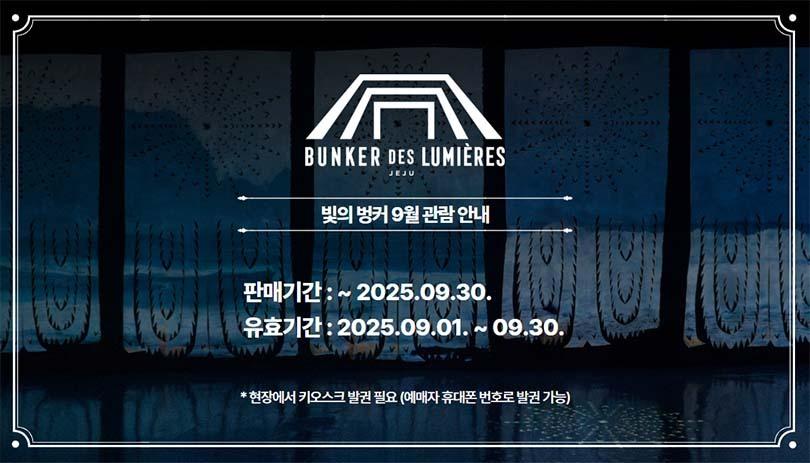 BUNKER DES LUMIÈRES
JEJU
빛의 벙커 9월 관람 안내
판매기간 : ~ 2025.09.30.
유효기간 : 2025.09.01. ~ 09.30.
* 현장에서 키오스크 발권 필요 (예매자 휴대폰 번호로 발권 가능)